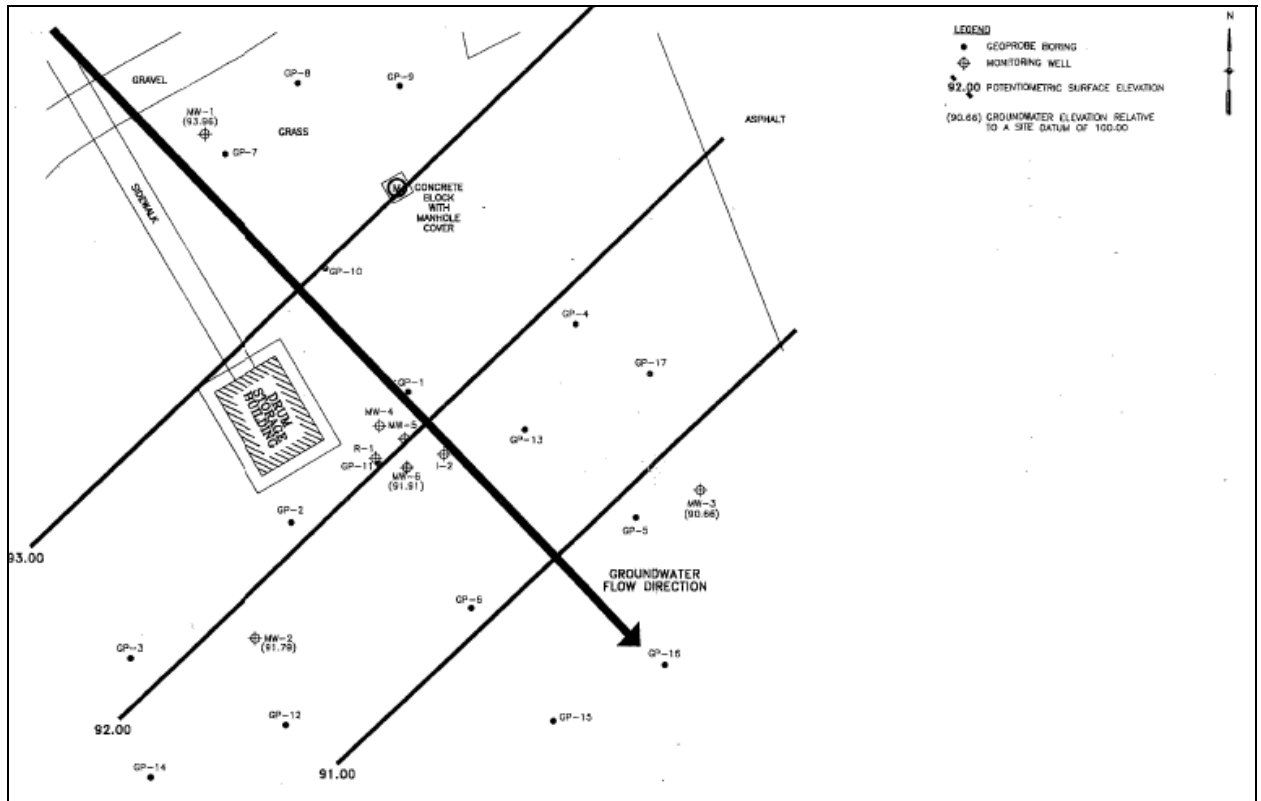 N
LEGEND
GEOPROBE BORING
MONITORING WELL
92.00 POTENTIOMETRIC SURFACE ELEVATION
(90.66) GROUNDWATER ELEVATION RELATIVE
TO A SITE DATUM OF 100.00
GRAVEL
GP-8
GP-9
MW-1
(93.96)
GRASS
ASPHALT
GP-7
SIDEWALK
M
CONCRETE
BLOCK
WITH
MANHOLE
COVER
GP-10
GP-4
GP-17
GP-1
DRUM
STORAGE
BUILDING
MW-4
MW-5
GP-13
R-1
GP-11
I-2
MW-6
(91.91)
MW-3
(90.66)
GP-2
GP-5
93.00
GROUNDWATER
FLOW DIRECTION
GP-6
MW-2
(91.79)
GP-3
GP-16
92.00
GP-12
GP-15
GP-14
91.00